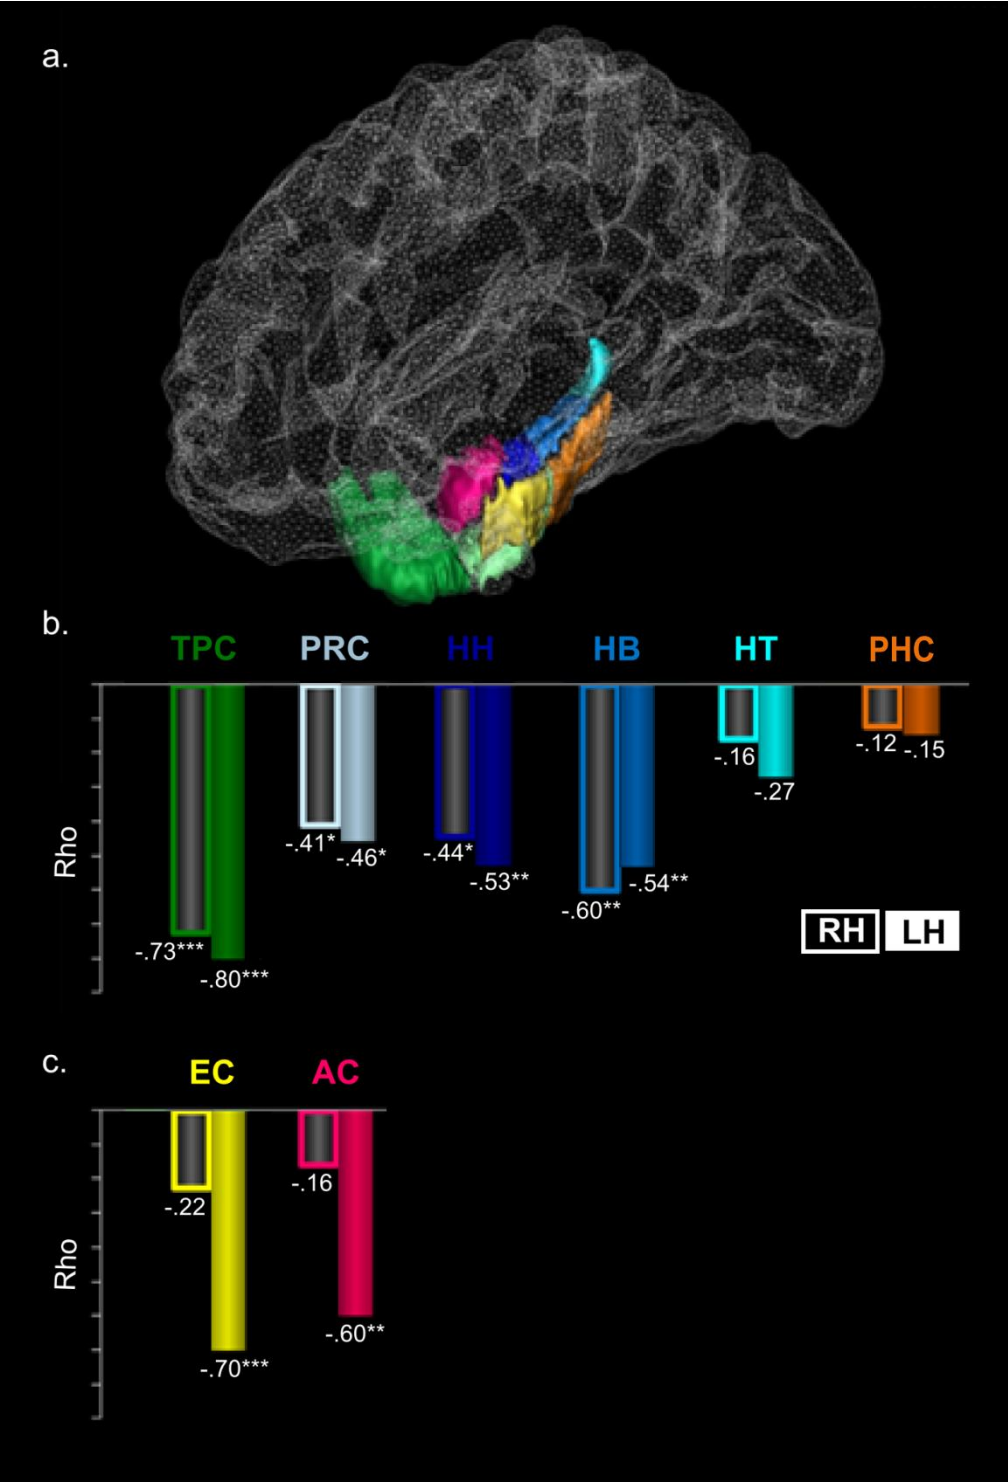 a.
b.
TPC PRC HH HB HT PHC
Rho
-.73*** -.80*** -.41* -.46* -.44* -.53** -.60** -.54** -.16 -.27 -.12 -.15
RH LH
c.
EC AC
Rho
-.22 -.70*** -.16 -.60**